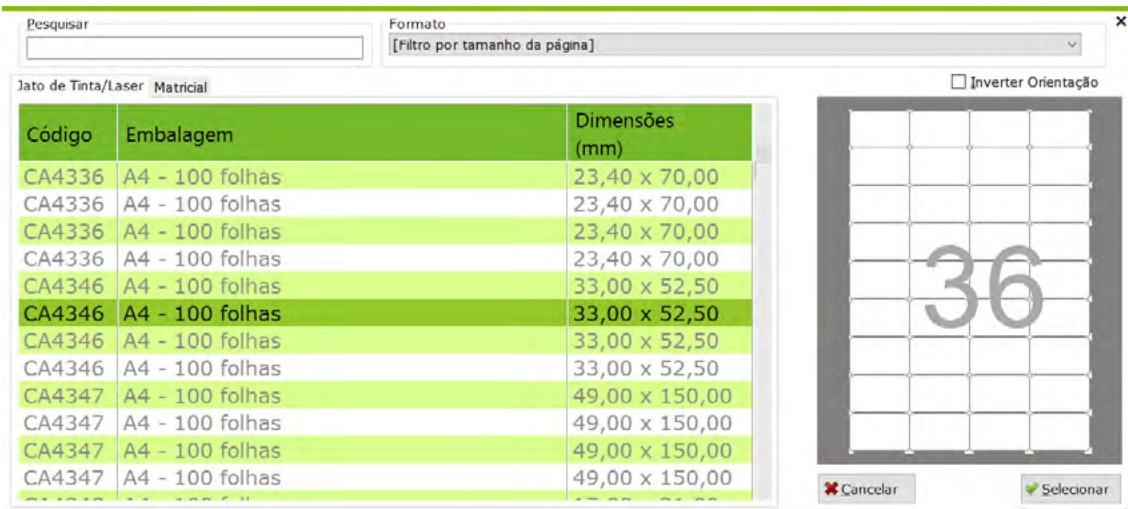 Pesquisar
Formato
[Filtro por tamanho da página]
Jato de Tinta/Laser Matricial
Inverter Orientação
Código Embalagem Dimensões (mm)
CA4336 A4 - 100 folhas 23,40 x 70,00
CA4336 A4 - 100 folhas 23,40 x 70,00
CA4336 A4 - 100 folhas 23,40 x 70,00
CA4336 A4 - 100 folhas 23,40 x 70,00
CA4346 A4 - 100 folhas 33,00 x 52,50
CA4346 A4 - 100 folhas 33,00 x 52,50
CA4346 A4 - 100 folhas 33,00 x 52,50
CA4346 A4 - 100 folhas 33,00 x 52,50
CA4347 A4 - 100 folhas 49,00 x 150,00
CA4347 A4 - 100 folhas 49,00 x 150,00
CA4347 A4 - 100 folhas 49,00 x 150,00
CA4347 A4 - 100 folhas 49,00 x 150,00
36
Cancelar
Selecionar